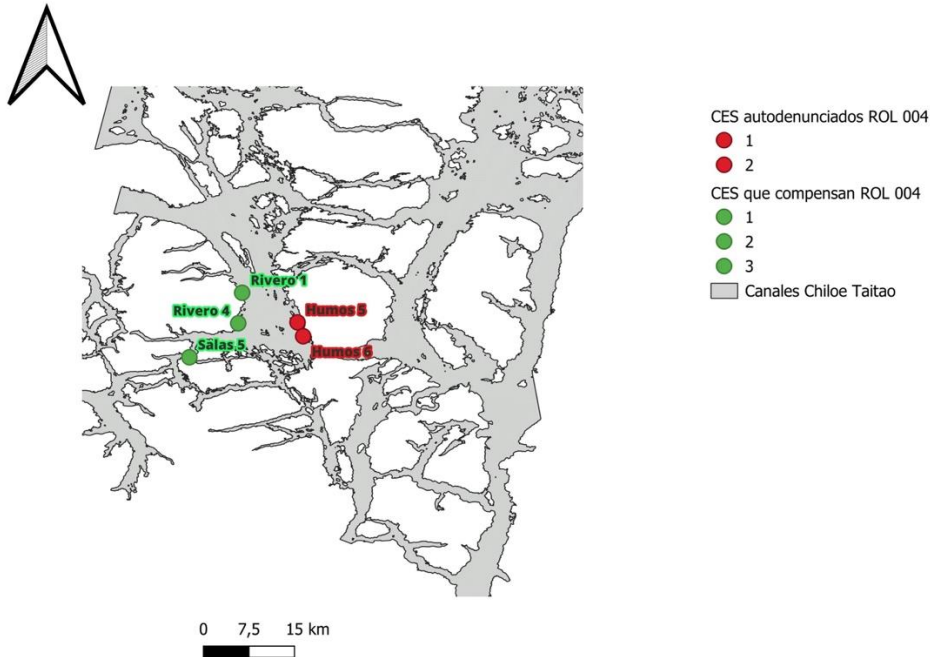 CES autodenunciados ROL 004
1
2
CES que compensan ROL 004
1
2
3
Canales Chiloe Taitao
Rivero 1
Rivero 4
Humos 5
Salas 5
Humos 6
0 7,5 15 km